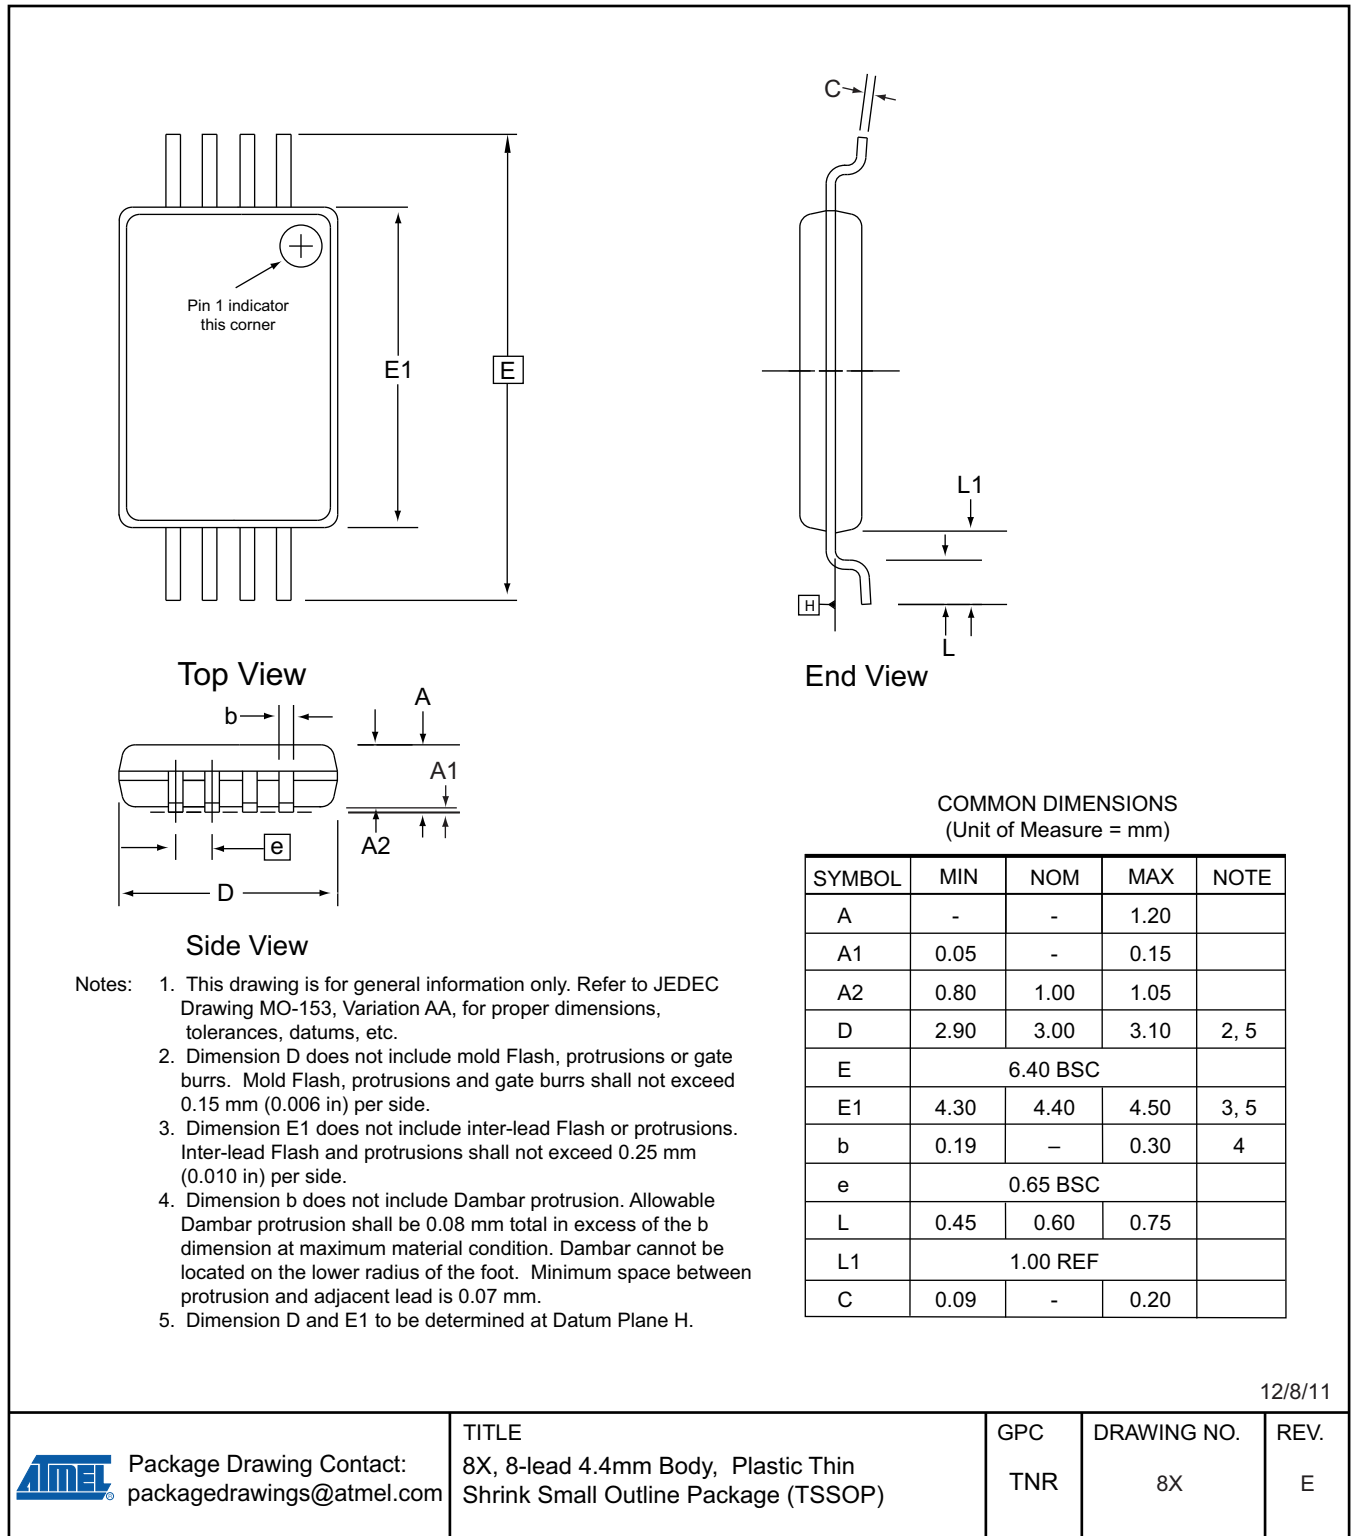 C
Pin 1 indicator
this corner
E1
E
L1
H
L
Top View
End View
A
b
A1
e
A2
D
Side View
COMMON DIMENSIONS
(Unit of Measure = mm)
SYMBOL MIN NOM MAX NOTE
A - - 1.20
A1 0.05 - 0.15
A2 0.80 1.00 1.05
D 2.90 3.00 3.10 2, 5
E 6.40 BSC
E1 4.30 4.40 4.50 3, 5
b 0.19 – 0.30 4
e 0.65 BSC
L 0.45 0.60 0.75
L1 1.00 REF
C 0.09 - 0.20
Notes: 1. This drawing is for general information only. Refer to JEDEC
Drawing MO-153, Variation AA, for proper dimensions,
tolerances, datums, etc.
2. Dimension D does not include mold Flash, protrusions or gate
burrs. Mold Flash, protrusions and gate burrs shall not exceed
0.15 mm (0.006 in) per side.
3. Dimension E1 does not include inter-lead Flash or protrusions.
Inter-lead Flash and protrusions shall not exceed 0.25 mm
(0.010 in) per side.
4. Dimension b does not include Dambar protrusion. Allowable
Dambar protrusion shall be 0.08 mm total in excess of the b
dimension at maximum material condition. Dambar cannot be
located on the lower radius of the foot. Minimum space between
protrusion and adjacent lead is 0.07 mm.
5. Dimension D and E1 to be determined at Datum Plane H.
12/8/11
ATMEL ®
Package Drawing Contact:
packagedrawings@atmel.com
TITLE
8X, 8-lead 4.4mm Body, Plastic Thin
Shrink Small Outline Package (TSSOP)
GPC
TNR
DRAWING NO.
8X
REV.
E